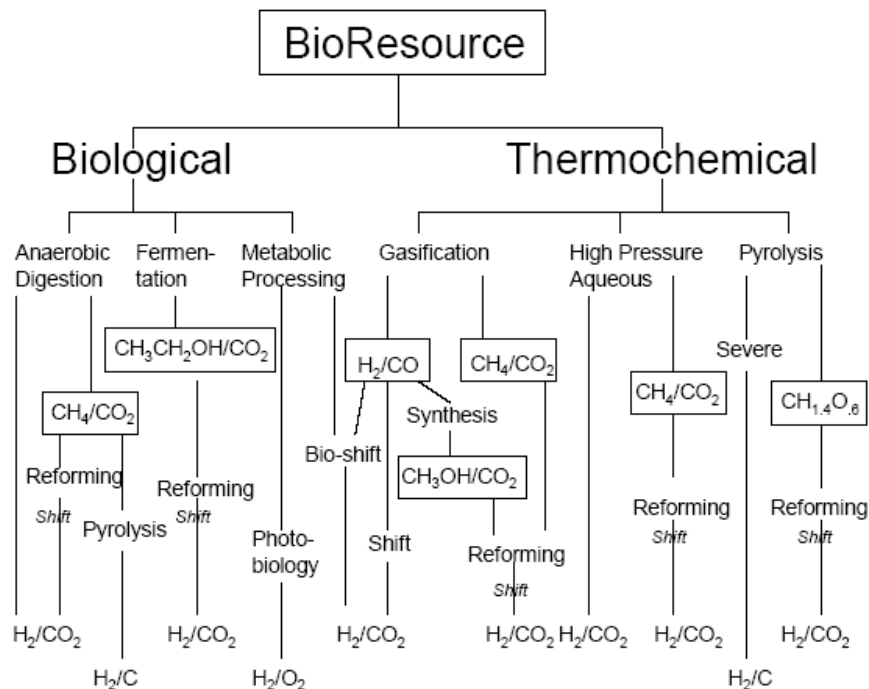 BioResource
Biological
Thermochemical
Anaerobic
Digestion
Fermen-
tation
Metabolic
Processing
Gasification
High Pressure
Aqueous
Pyrolysis
CH₃CH₂OH/CO₂
H₂/CO
CH₄/CO₂
Severe
CH₄/CO₂
CH₄/CO₂
CH₁.₄O.₆
Synthesis
Bio-shift
CH₃OH/CO₂
Reforming
Shift
Pyrolysis
Reforming
Shift
Photo-
biology
Shift
Reforming
Shift
Reforming
Shift
Reforming
Shift
H₂/CO₂
H₂/CO₂
H₂/CO₂
H₂/CO₂
H₂/CO₂
H₂/CO₂
H₂/CO₂
H₂/C
H₂/O₂
H₂/C